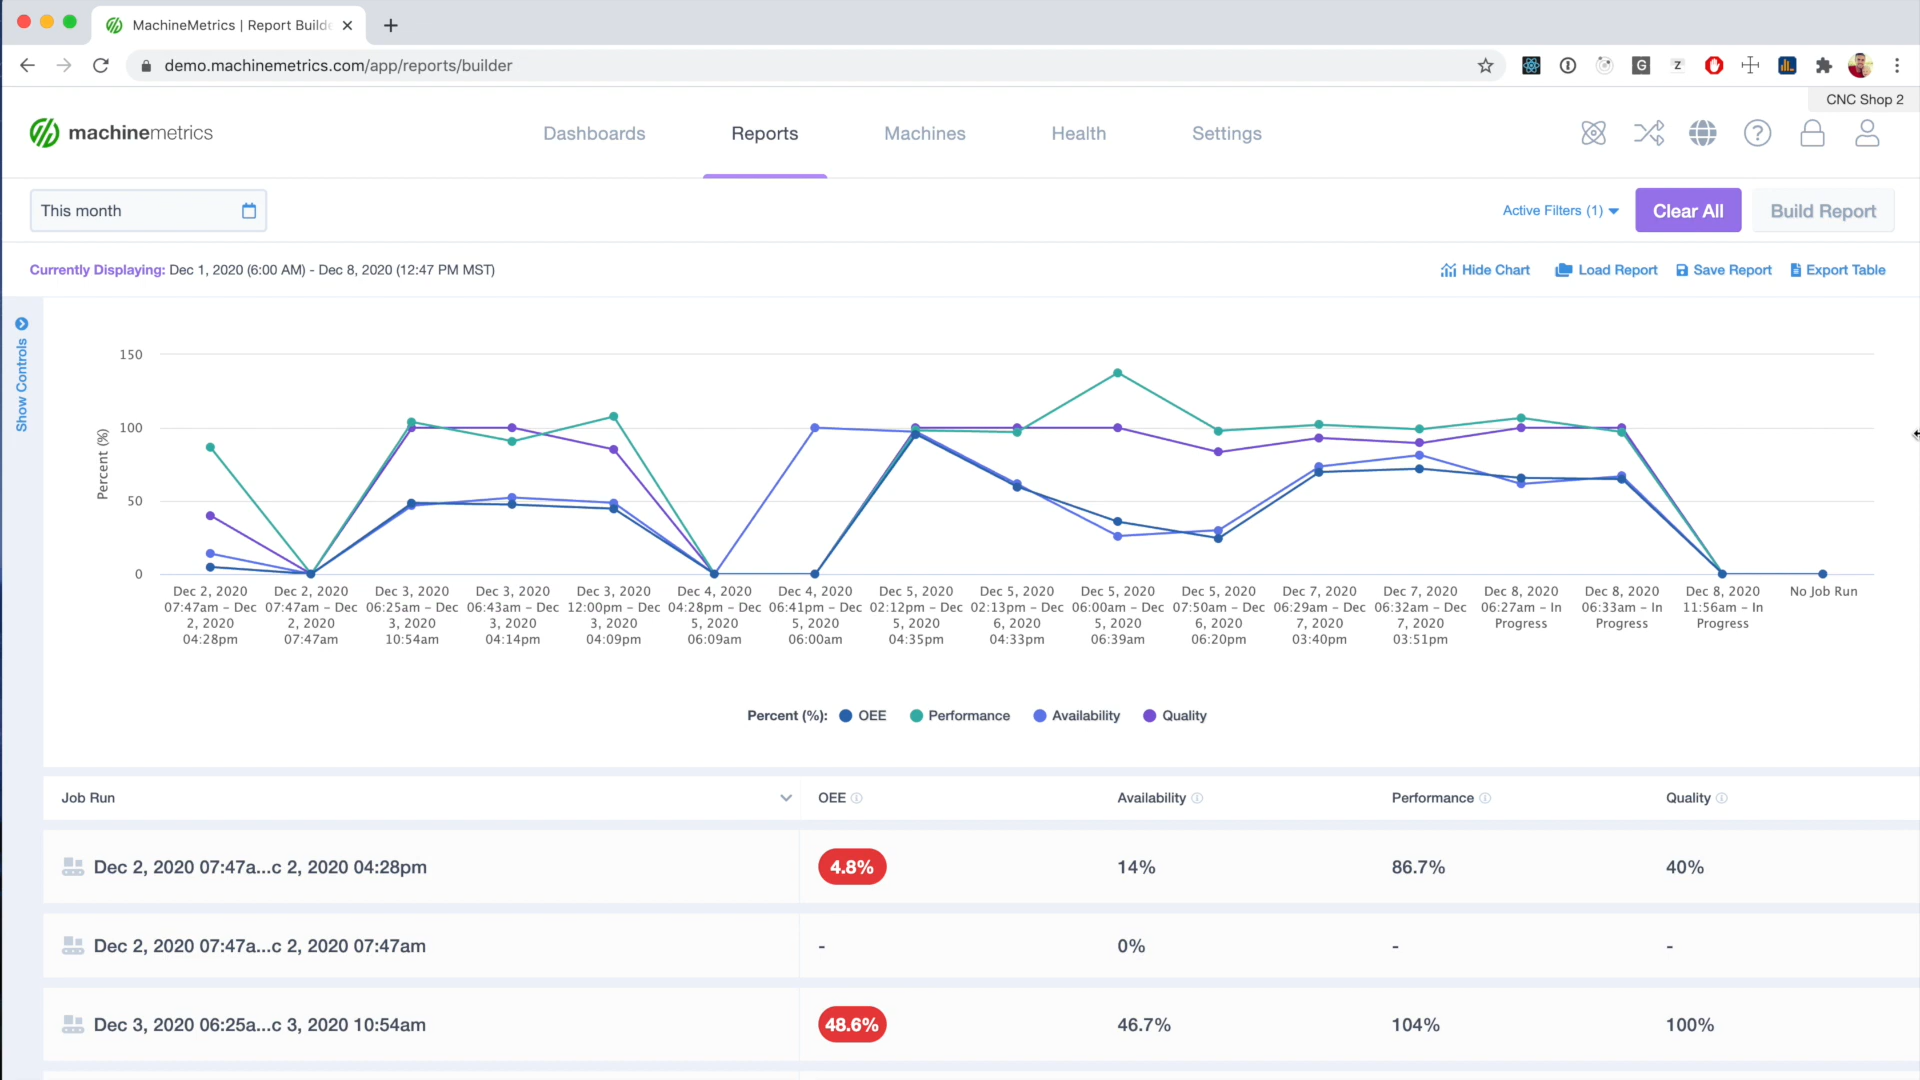 MachineMetrics | Report Builde
demo.machinemetrics.com/app/reports/builder
CNC Shop 2
machinemetrics
Dashboards Reports Machines Health Settings
This month
Active Filters (1) Clear All Build Report
Currently Displaying: Dec 1, 2020 (6:00 AM) - Dec 8, 2020 (12:47 PM MST)
Hide Chart Load Report Save Report Export Table
Show Controls
Percent (%)
150
100
50
0
Dec 2, 2020 07:47am – Dec 2, 2020 04:28pm
Dec 2, 2020 07:47am – Dec 2, 2020 07:47am
Dec 3, 2020 06:25am – Dec 3, 2020 10:54am
Dec 3, 2020 06:43am – Dec 3, 2020 04:14pm
Dec 3, 2020 12:00pm – Dec 3, 2020 04:09pm
Dec 4, 2020 04:28pm – Dec 5, 2020 06:09am
Dec 4, 2020 06:41pm – Dec 5, 2020 06:00am
Dec 5, 2020 02:12pm – Dec 5, 2020 04:35pm
Dec 5, 2020 02:13pm – Dec 6, 2020 04:33pm
Dec 5, 2020 06:00am – Dec 5, 2020 06:39am
Dec 5, 2020 07:50am – Dec 6, 2020 06:20pm
Dec 7, 2020 06:29am – Dec 7, 2020 03:40pm
Dec 7, 2020 06:32am – Dec 7, 2020 03:51pm
Dec 8, 2020 06:27am – In Progress
Dec 8, 2020 06:33am – In Progress
Dec 8, 2020 11:56am – In Progress
No Job Run
Percent (%): OEE Performance Availability Quality
Job Run OEE Availability Performance Quality
Dec 2, 2020 07:47a...c 2, 2020 04:28pm 4.8% 14% 86.7% 40%
Dec 2, 2020 07:47a...c 2, 2020 07:47am - 0% - -
Dec 3, 2020 06:25a...c 3, 2020 10:54am 48.6% 46.7% 104% 100%